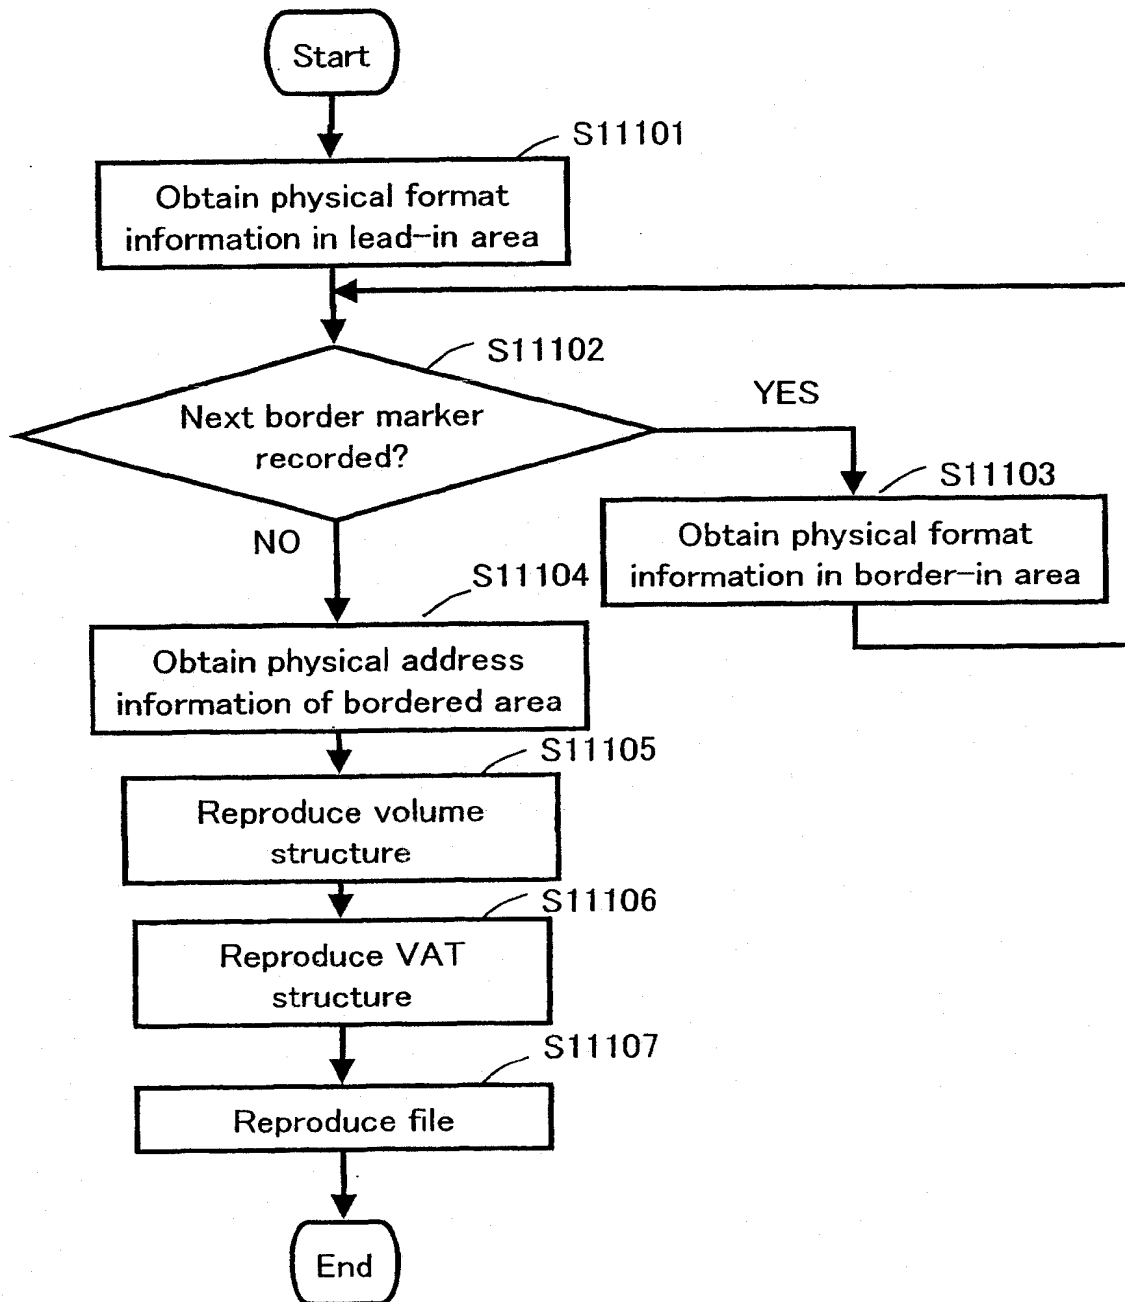 Start
S11101
Obtain physical format
information in lead-in area
S11102
Next border marker
recorded?
YES
NO
S11103
Obtain physical format
information in border-in area
S11104
Obtain physical address
information of bordered area
S11105
Reproduce volume
structure
S11106
Reproduce VAT
structure
S11107
Reproduce file
End